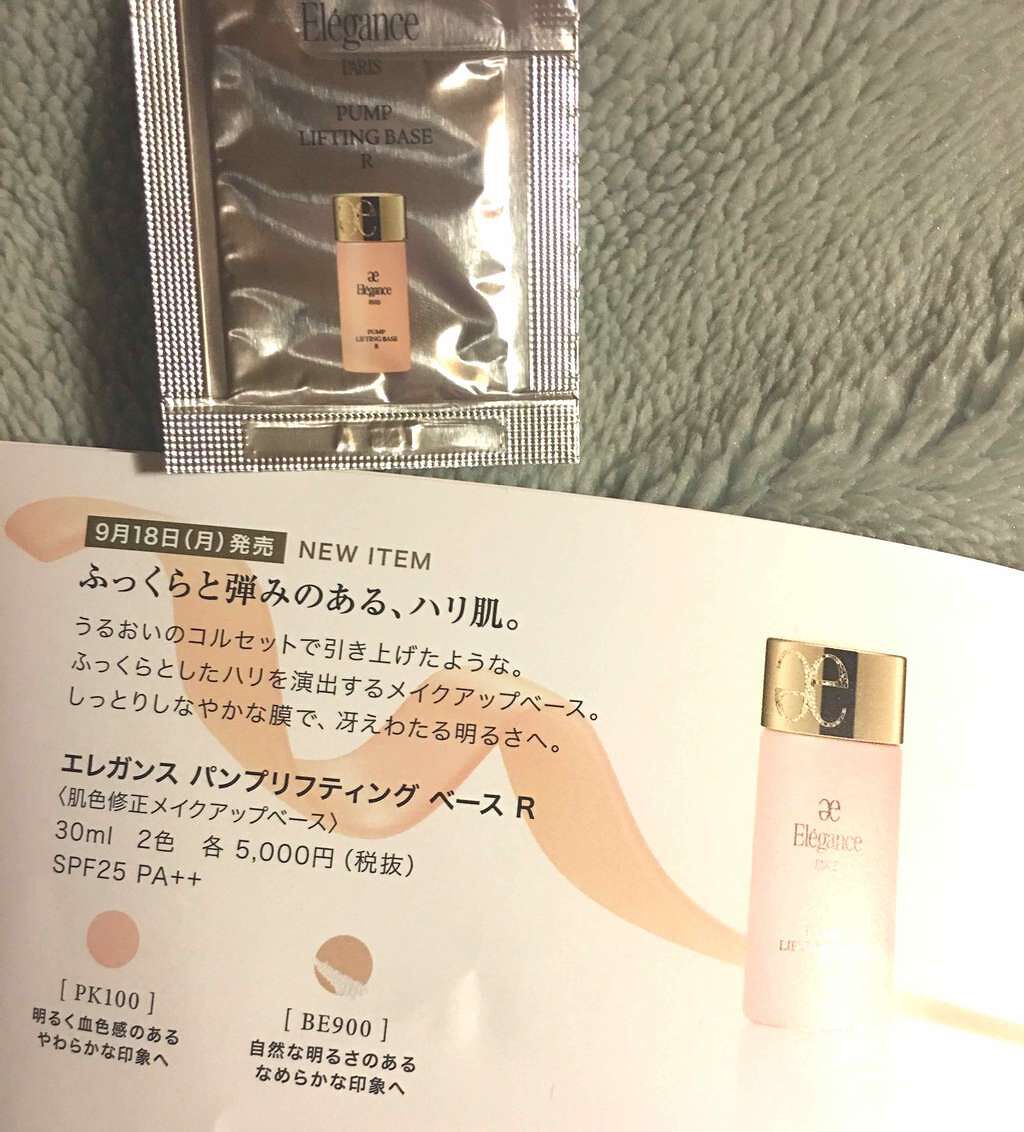 Elégance
PARIS
PUMP
LIFTING BASE
R
æ
æ
Elégance
PARIS
PUMP
LIFTING BASE
R
9月18日(月)発売 NEW ITEM
ふっくらと弾みのある、ハリ肌。
うるおいのコルセットで引き上げたような。
ふっくらとしたハリを演出するメイクアップベース。
しっとりしなやかな膜で、冴えわたる明るさへ。
エレガンス パンプリフティング ベース R
〈肌色修正メイクアップベース〉
30ml 2色 各 5,000円(税抜)
SPF25 PA++
[ PK100 ]
明るく血色感のある
やわらかな印象へ
[ BE900 ]
自然な明るさのある
なめらかな印象へ
æ
æ
Elégance